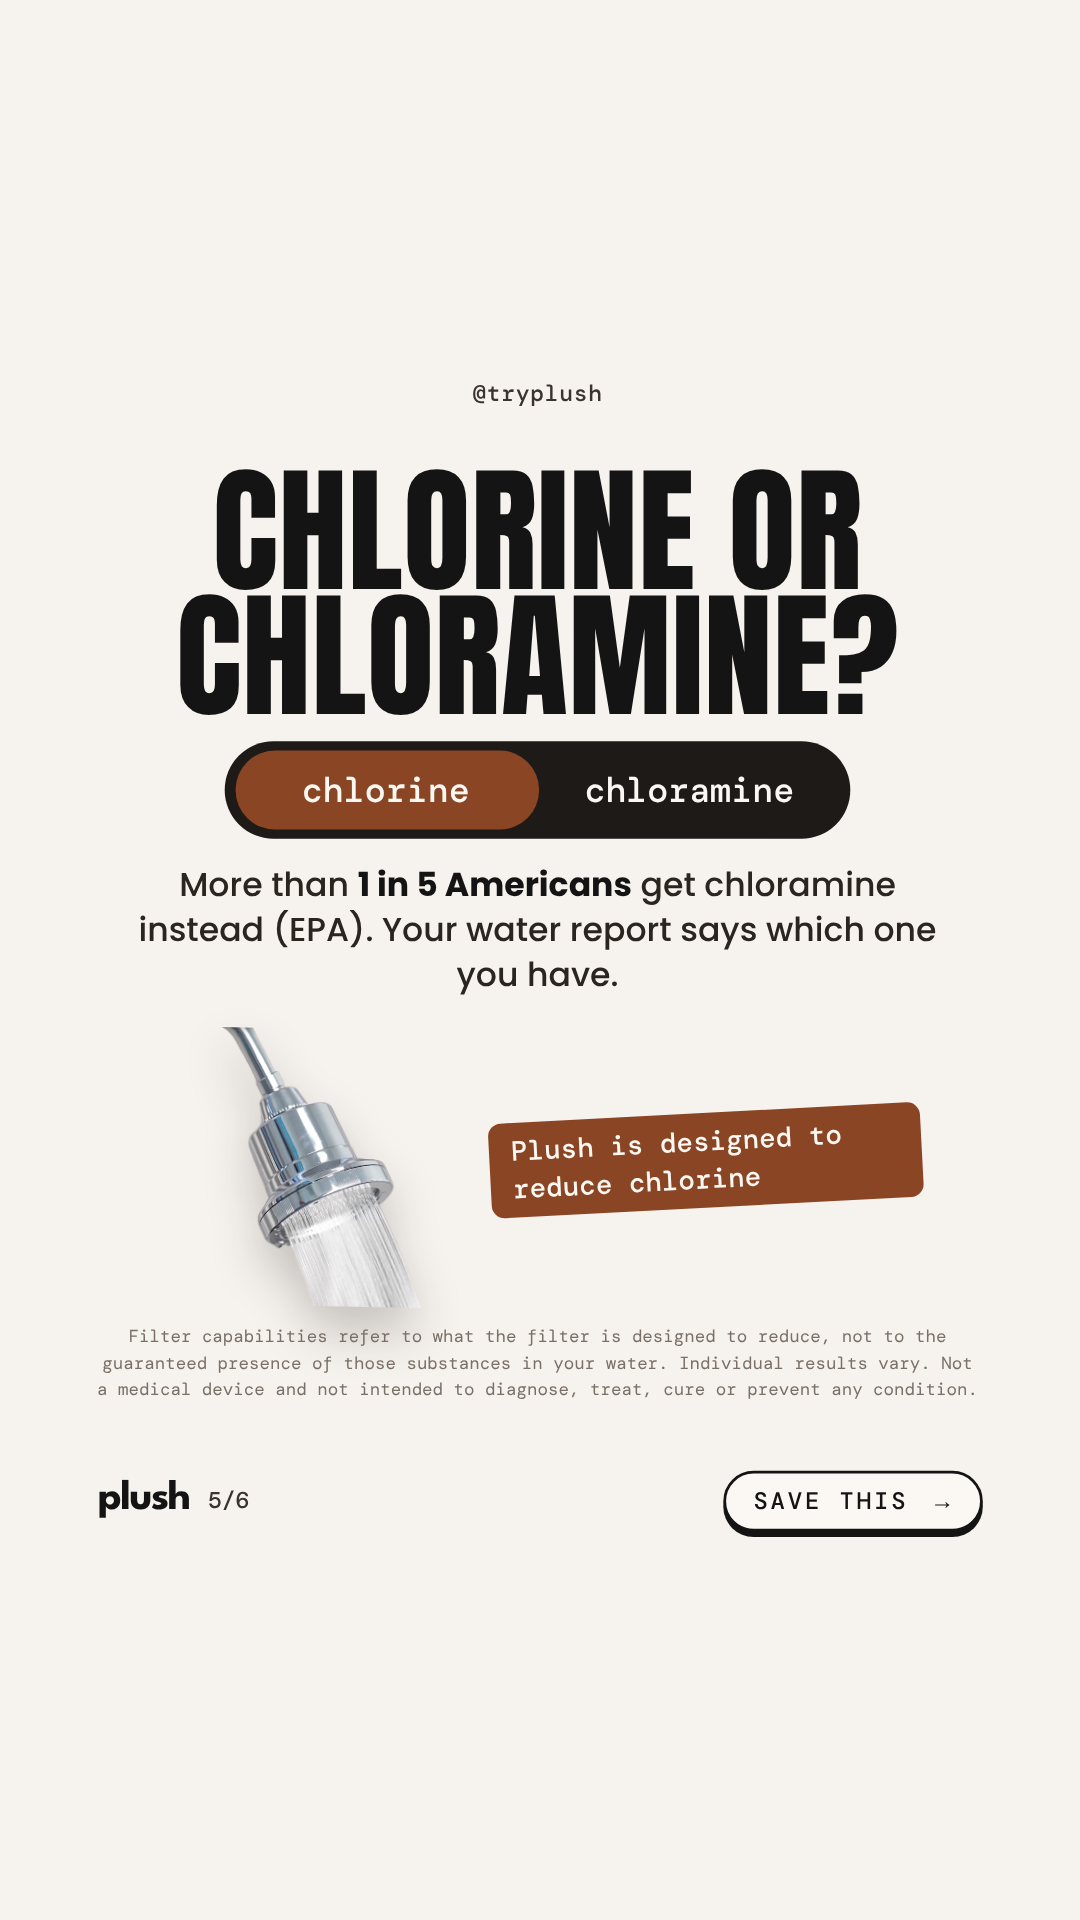 @tryplush
CHLORINE OR
CHLORAMINE?
chlorine chloramine
More than 1 in 5 Americans get chloramine
instead (EPA). Your water report says which one
you have.
Plush is designed to
reduce chlorine
Filter capabilities refer to what the filter is designed to reduce, not to the
guaranteed presence of those substances in your water. Individual results vary. Not
a medical device and not intended to diagnose, treat, cure or prevent any condition.
plush 5/6
SAVE THIS →